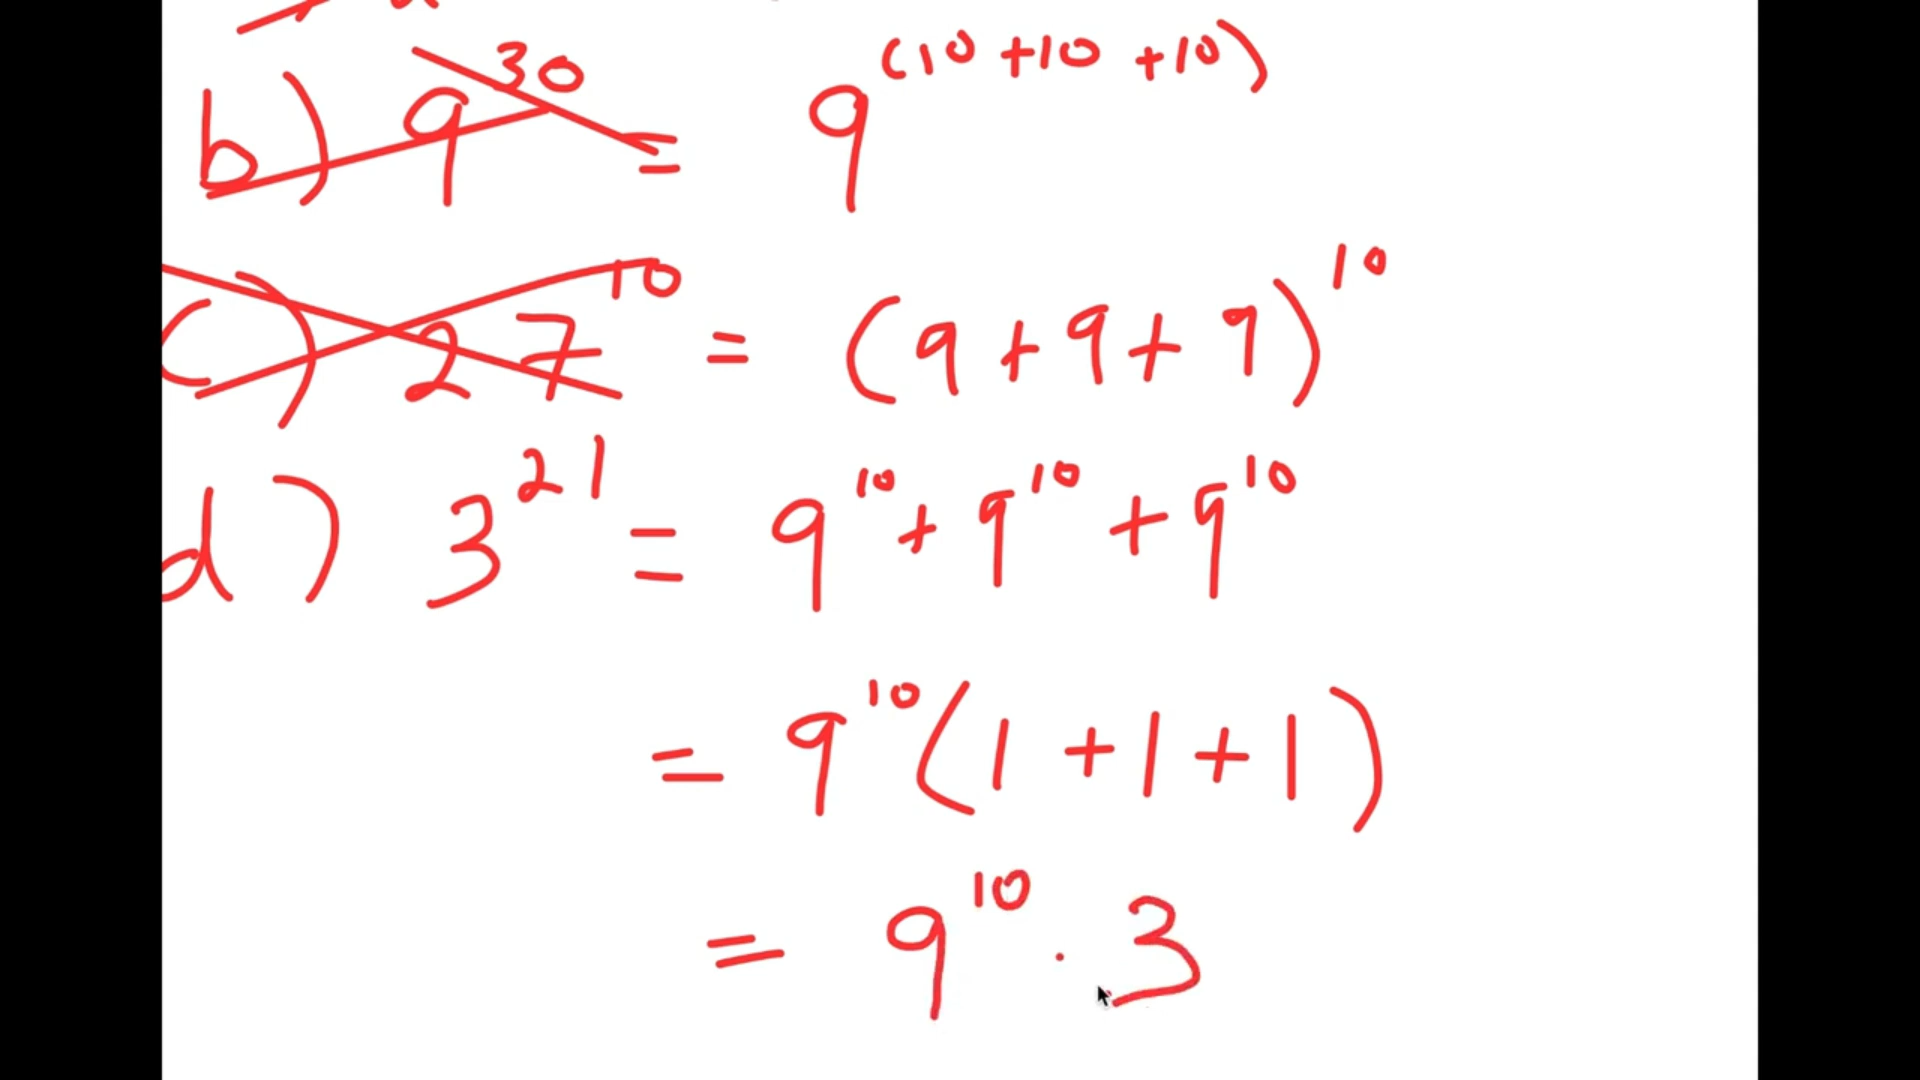 b) 9^30 = 9^(10+10+10)
c) 27^10 = (9+9+9)^10
d) 3^21 = 9^10 + 9^10 + 9^10
= 9^10 (1+1+1)
= 9^10 · 3